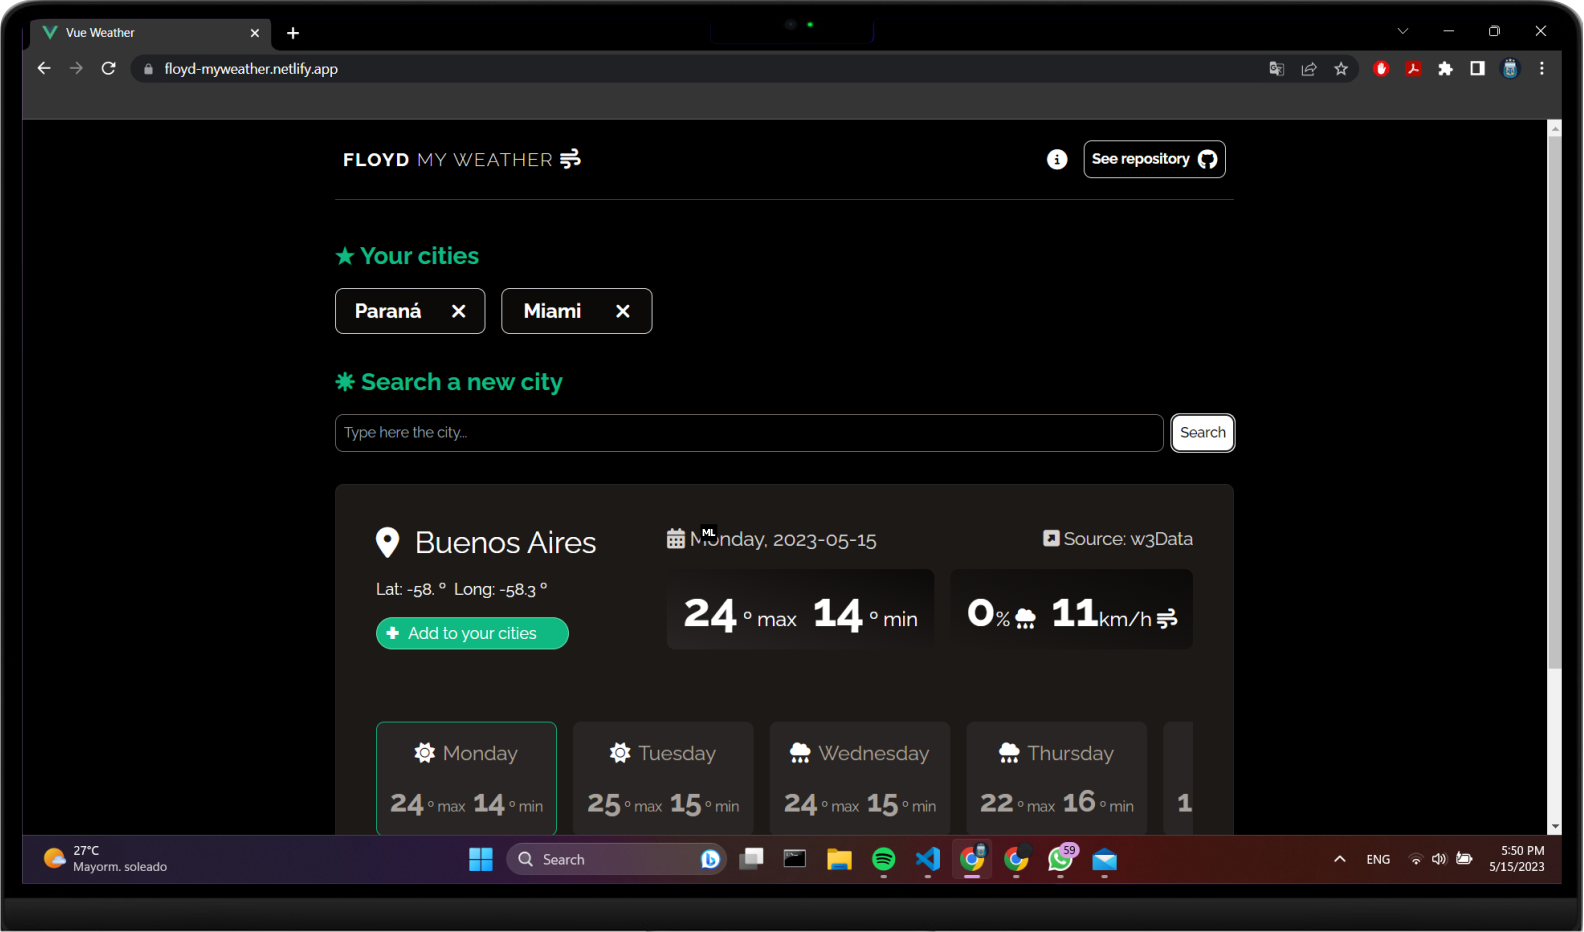 Vue Weather
floyd-myweather.netlify.app
FLOYD MY WEATHER
See repository
Your cities
Paraná
Miami
Search a new city
Type here the city...
Search
Buenos Aires
Monday, 2023-05-15
Source: w3Data
Lat: -58. º Long: -58.3 º
24 º max 14 º min
0% 11km/h
Add to your cities
ML
Monday
Tuesday
Wednesday
Thursday
24 º max 14 º min
25 º max 15 º min
24 º max 15 º min
22 º max 16 º min
1
27°C
Mayorm. soleado
Search
59
ENG
5:50 PM
5/15/2023